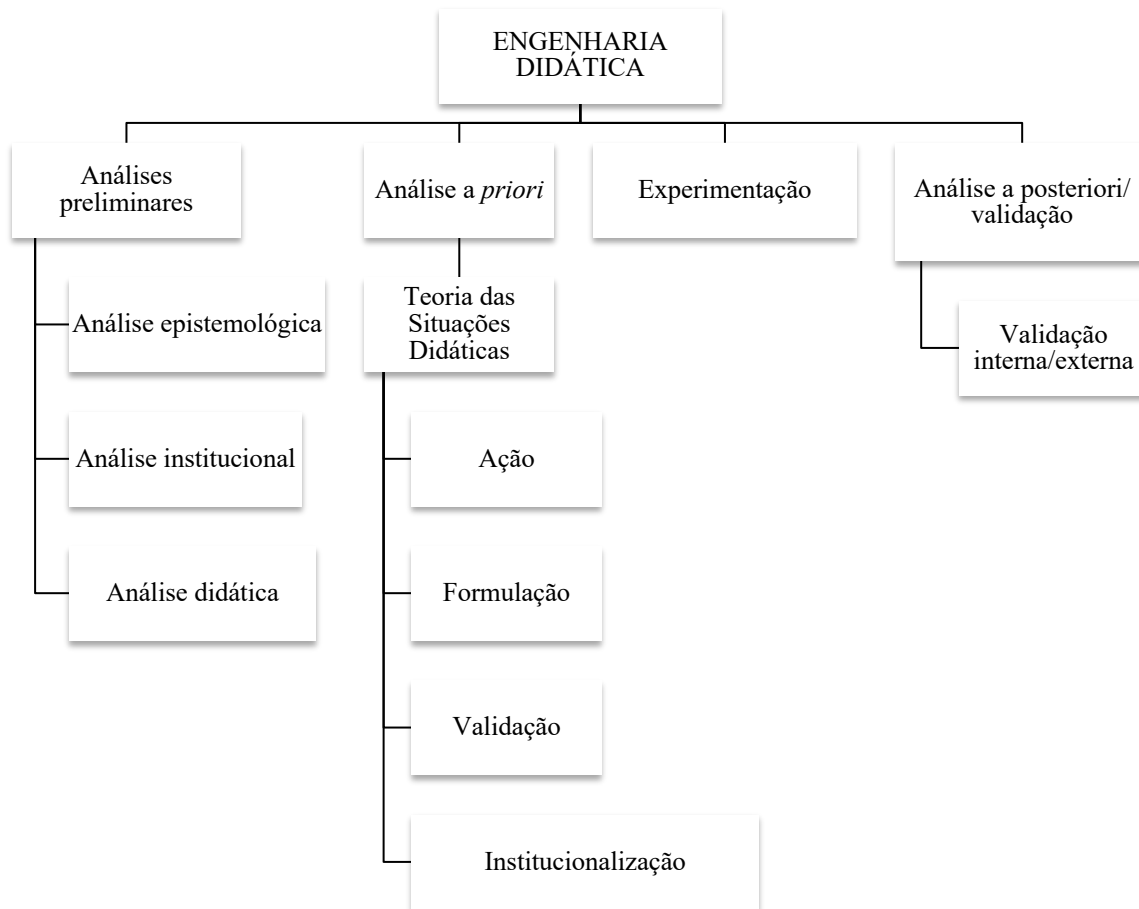 ENGENHARIA
DIDÁTICA
Análises
preliminares
Análise a priori
Experimentação
Análise a posteriori/
validação
Análise epistemológica
Análise institucional
Análise didática
Teoria das
Situações
Didáticas
Ação
Formulação
Validação
Institucionalização
Validação
interna/externa